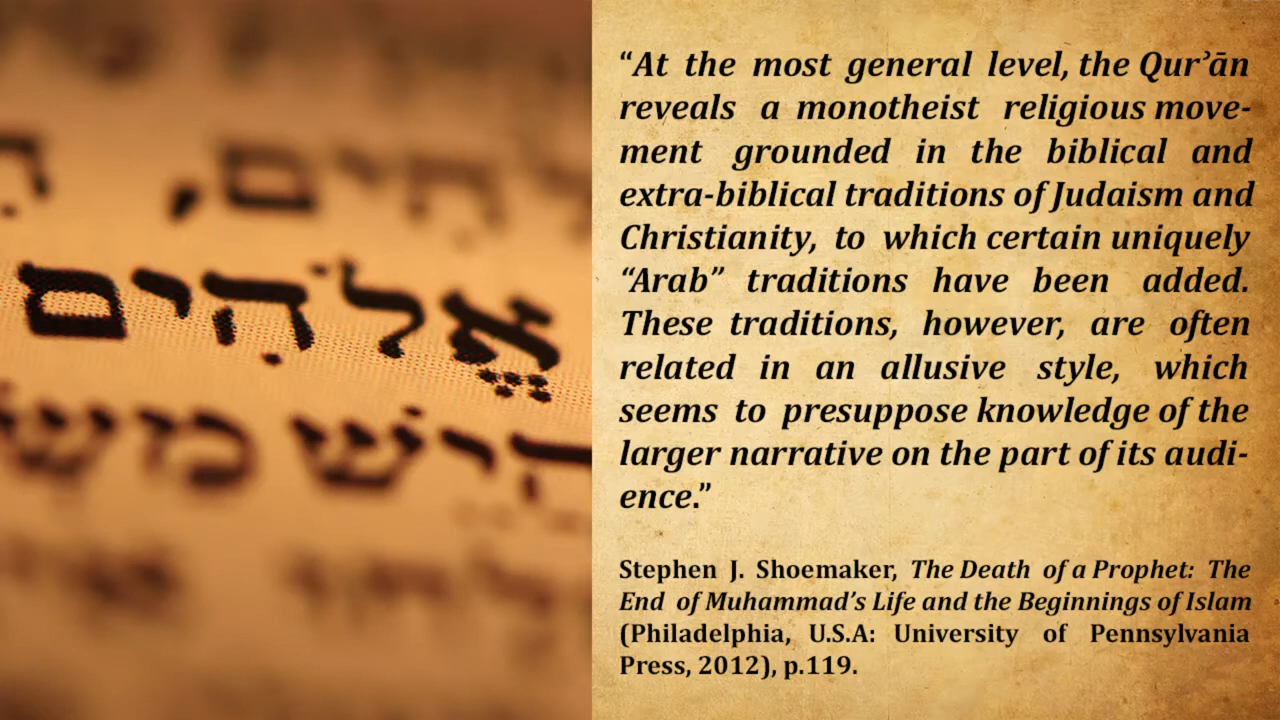 אֱלֹהִים
“At the most general level, the Qur’ān
reveals a monotheist religious move-
ment grounded in the biblical and
extra-biblical traditions of Judaism and
Christianity, to which certain uniquely
“Arab” traditions have been added.
These traditions, however, are often
related in an allusive style, which
seems to presuppose knowledge of the
larger narrative on the part of its audi-
ence.”
Stephen J. Shoemaker, The Death of a Prophet: The
End of Muhammad’s Life and the Beginnings of Islam
(Philadelphia, U.S.A: University of Pennsylvania
Press, 2012), p.119.